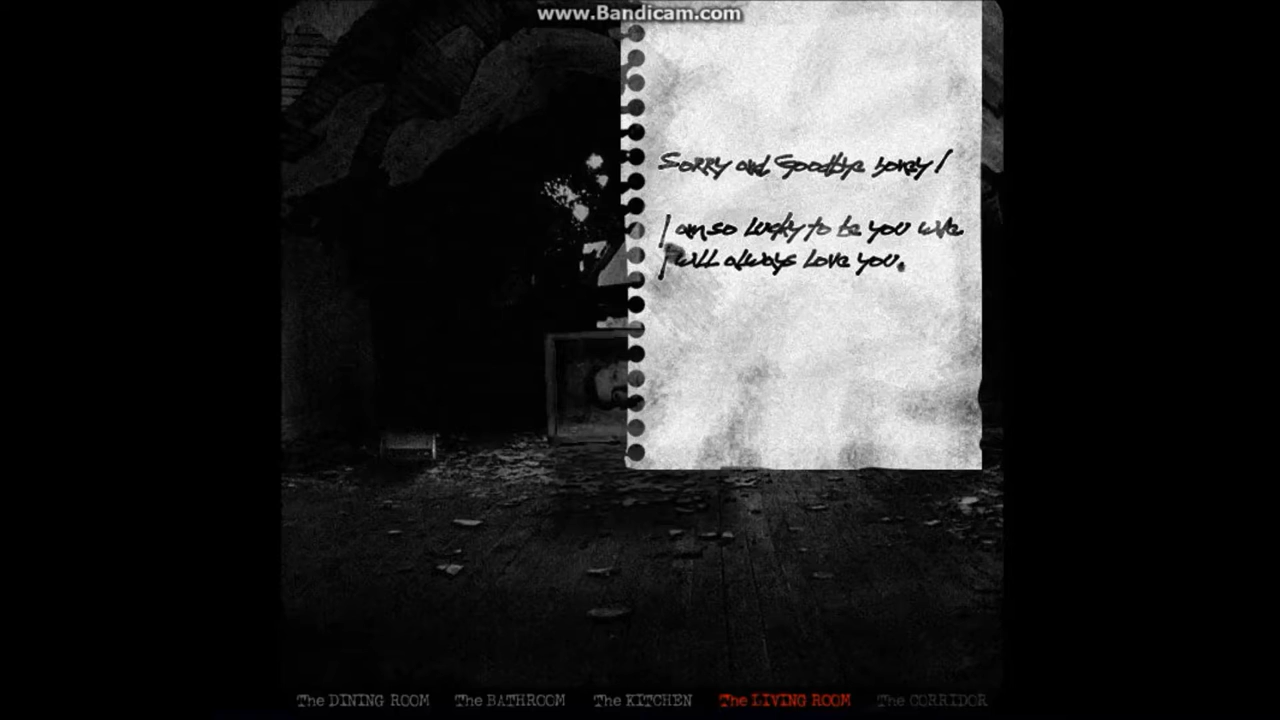 www.Bandicam.com
Sorry and Goodbye honey!
I am so lucky to be you wife
I will always love you.
The DINING ROOM The BATHROOM The KITCHEN The LIVING ROOM The CORRIDOR